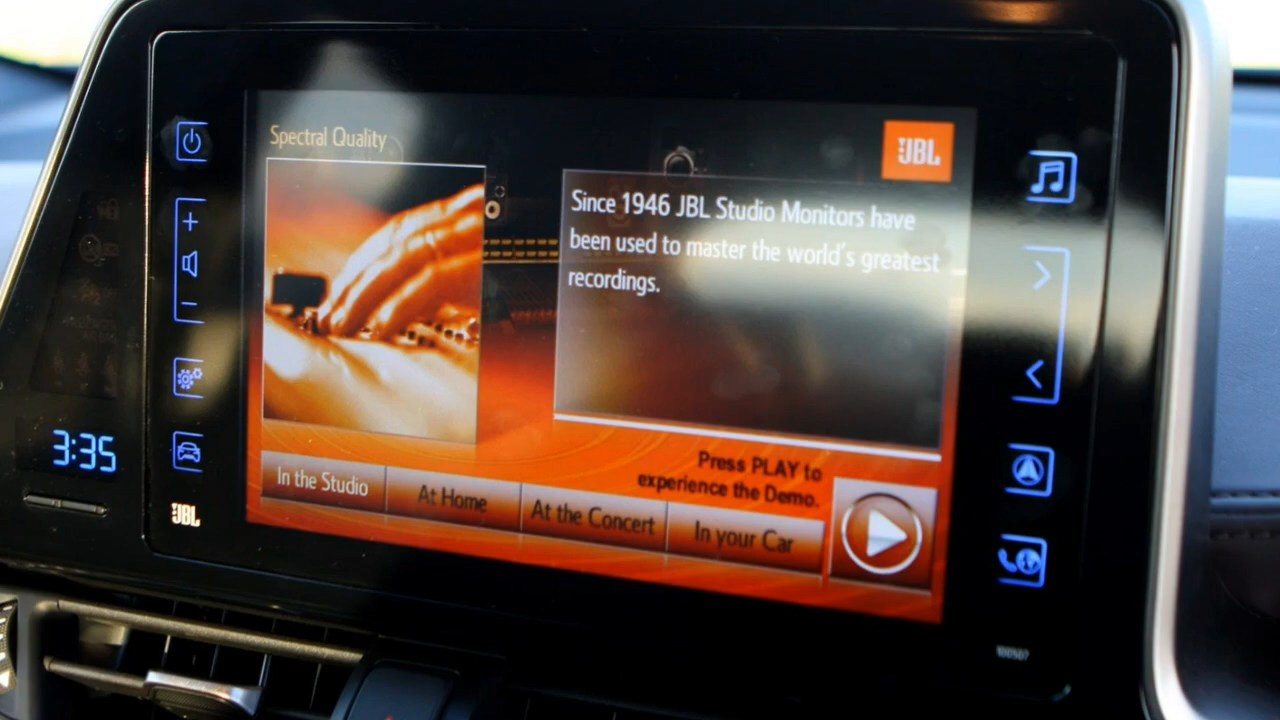 Spectral Quality
JBL
Since 1946 JBL Studio Monitors have
been used to master the world's greatest
recordings.
3:35
Press PLAY to
experience the Demo.
In the Studio
At Home
At the Concert
In your Car
JBL